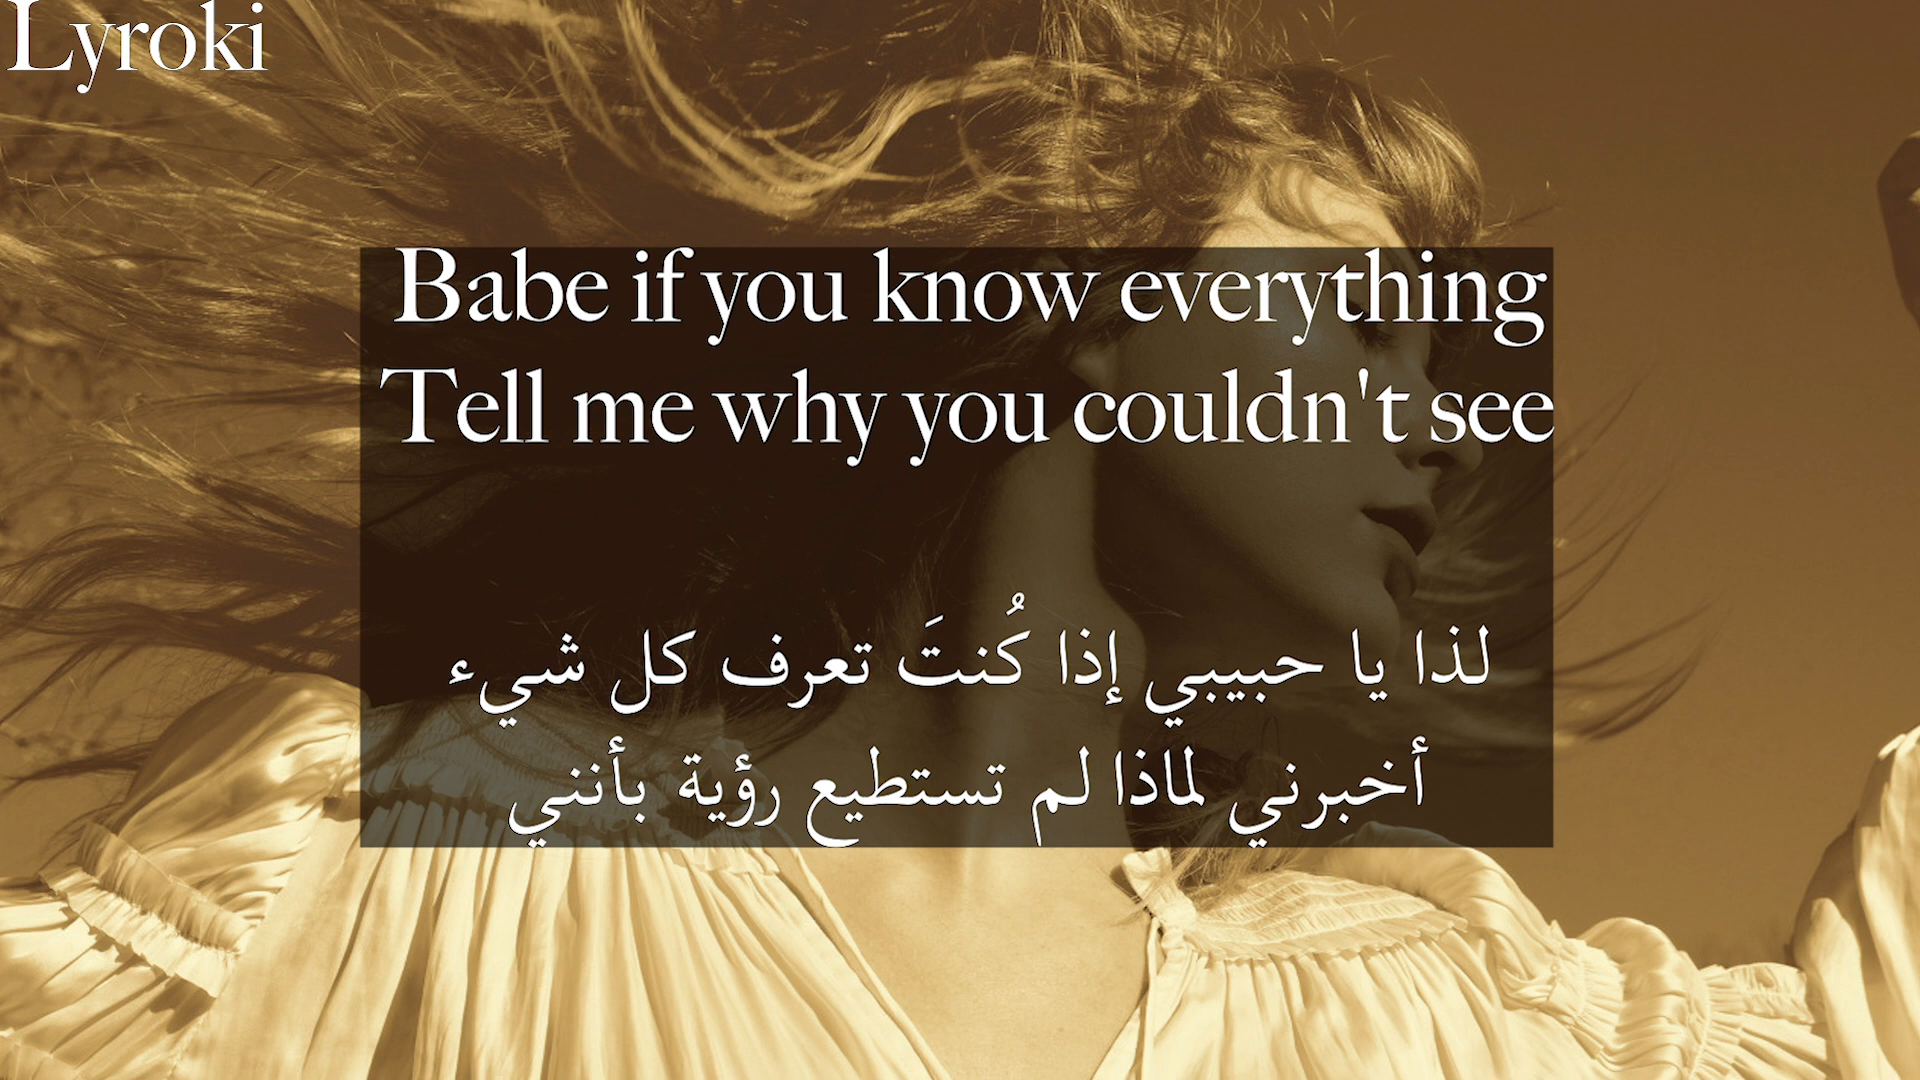 Lyroki
Babe if you know everything
Tell me why you couldn't see
لذا يا حبيبي إذا كُنتَ تعرف كل شيء
أخبرني لماذا لم تستطيع رؤية بأنني